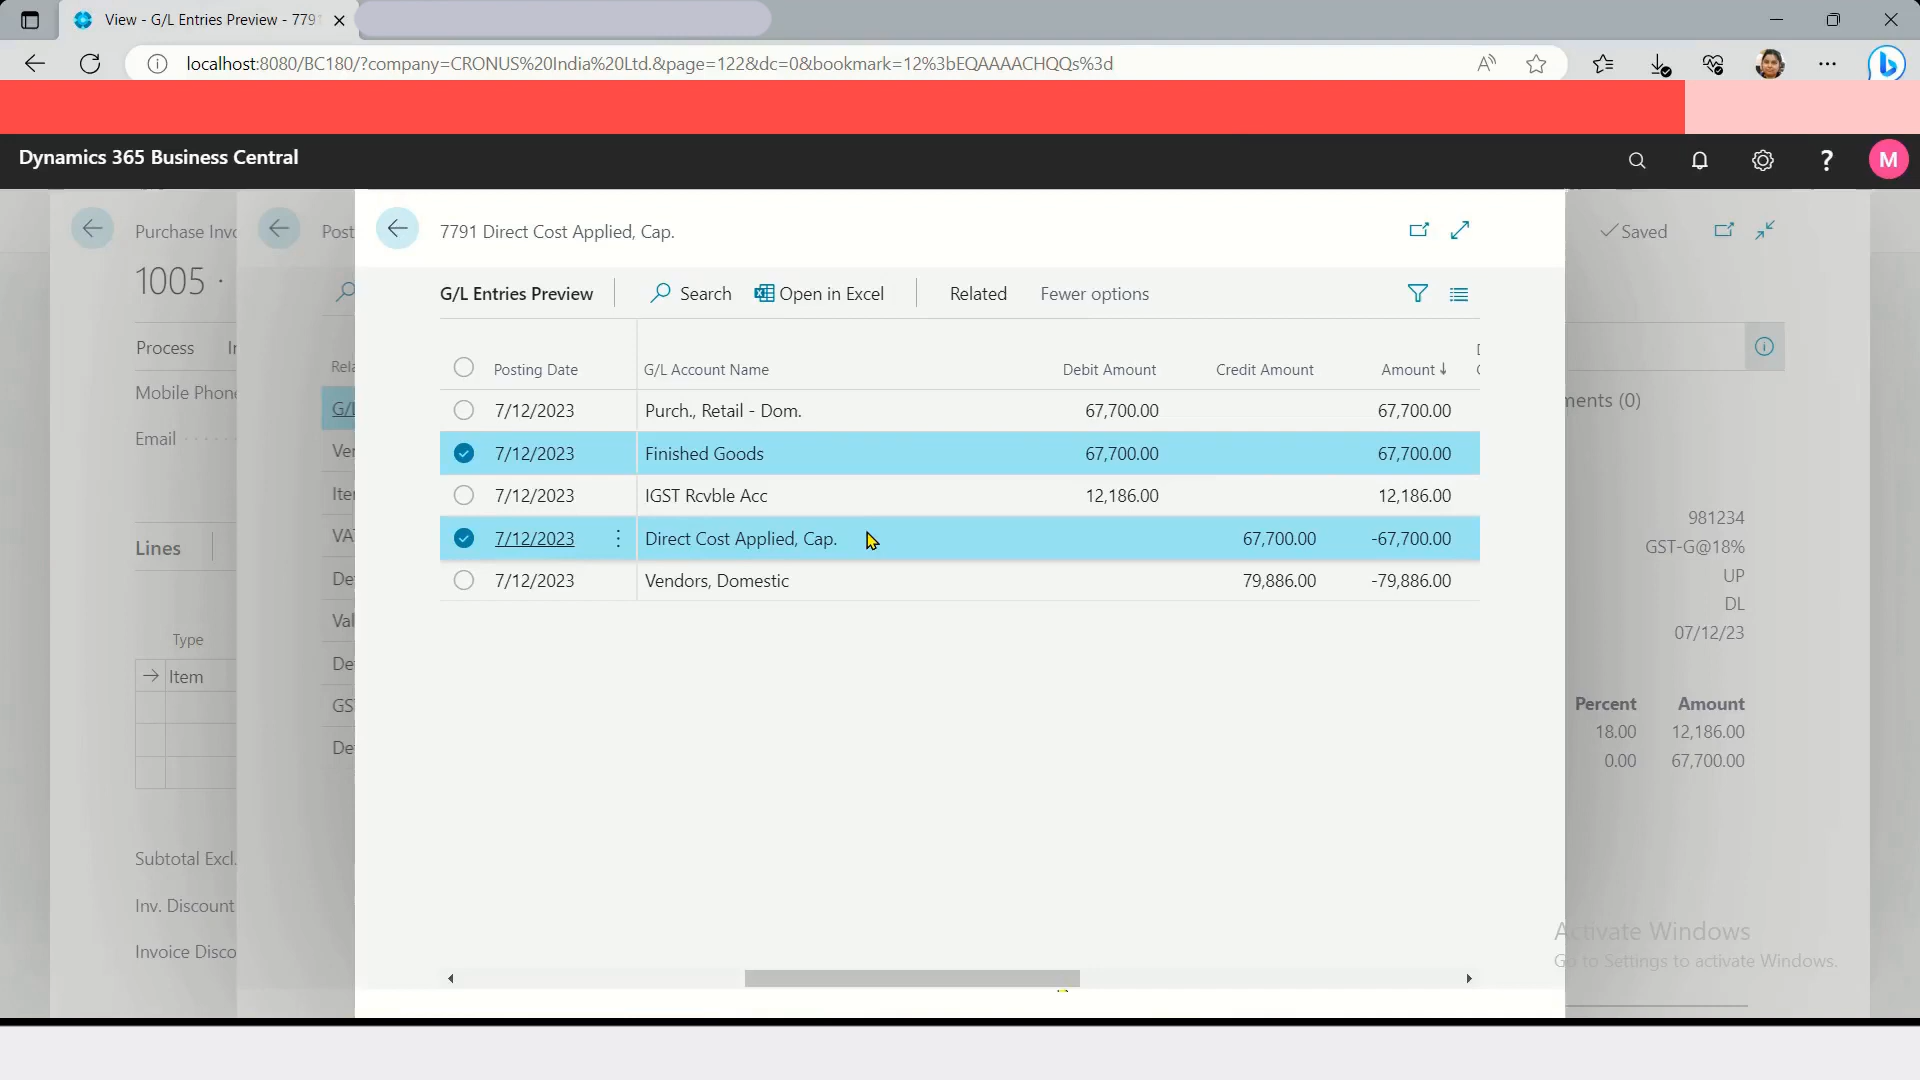 View - G/L Entries Preview - 779
localhost:8080/BC180/?company=CRONUS%20India%20Ltd.&page=122&dc=0&bookmark=12%3bEQAAAACHQQs%3d
Dynamics 365 Business Central
?
M
Purchase Invo
Post
7791 Direct Cost Applied, Cap.
Saved
1005 ·
G/L Entries Preview
Search
Open in Excel
Related
Fewer options
Process
Rela
Posting Date
G/L Account Name
Debit Amount
Credit Amount
Amount ↓
Mobile Phone
Email
G/L
Ver
Iter
VA
De
Val
De
GS
De
7/12/2023 Purch., Retail - Dom. 67,700.00 67,700.00
7/12/2023 Finished Goods 67,700.00 67,700.00
7/12/2023 IGST Rcvble Acc 12,186.00 12,186.00
7/12/2023 Direct Cost Applied, Cap. 67,700.00 -67,700.00
7/12/2023 Vendors, Domestic 79,886.00 -79,886.00
ments (0)
981234
GST-G@18%
UP
DL
07/12/23
Percent Amount
18.00 12,186.00
0.00 67,700.00
Lines
Type
Item
Subtotal Excl.
Inv. Discount
Invoice Disco
Activate Windows
Go to Settings to activate Windows.